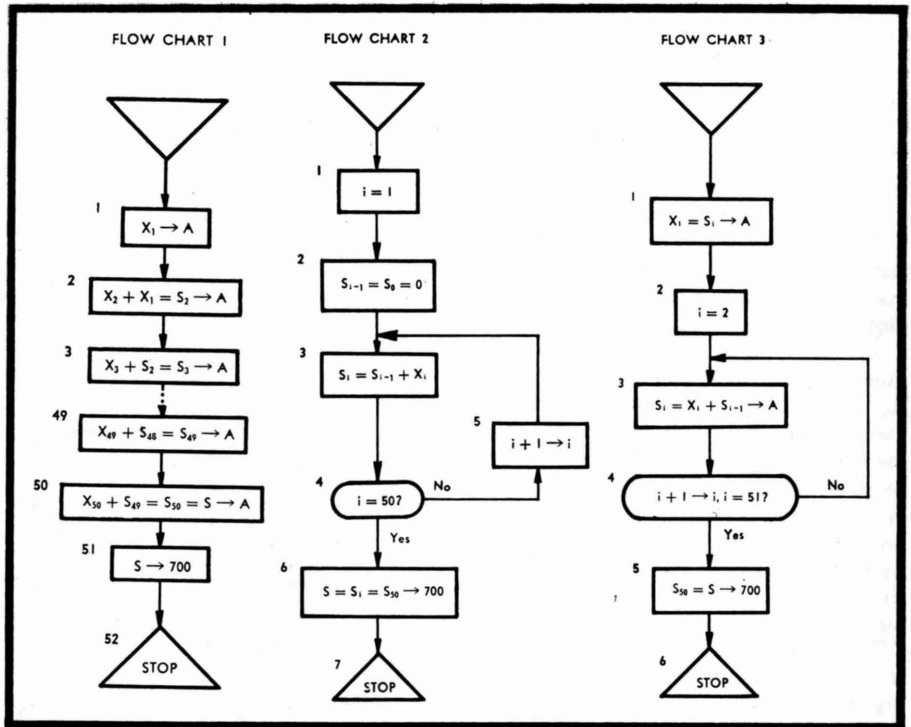 FLOW CHART 1
1
X₁ → A
2
X₂ + X₁ = S₂ → A
3
X₃ + S₂ = S₃ → A
49
X₄₉ + S₄₈ = S₄₉ → A
50
X₅₀ + S₄₉ = S₅₀ = S → A
51
S → 700
52
STOP
FLOW CHART 2
1
i = 1
2
Sᵢ₋₁ = S₀ = 0
3
Sᵢ = Sᵢ₋₁ + Xᵢ
4
i = 50?
No
5
i + 1 → i
Yes
6
S = Sᵢ = S₅₀ → 700
7
STOP
FLOW CHART 3
1
Xᵢ = Sᵢ → A
2
i = 2
3
Sᵢ = Xᵢ + Sᵢ₋₁ → A
4
i + 1 → i, i = 51?
No
Yes
5
S₅₀ = S → 700
6
STOP